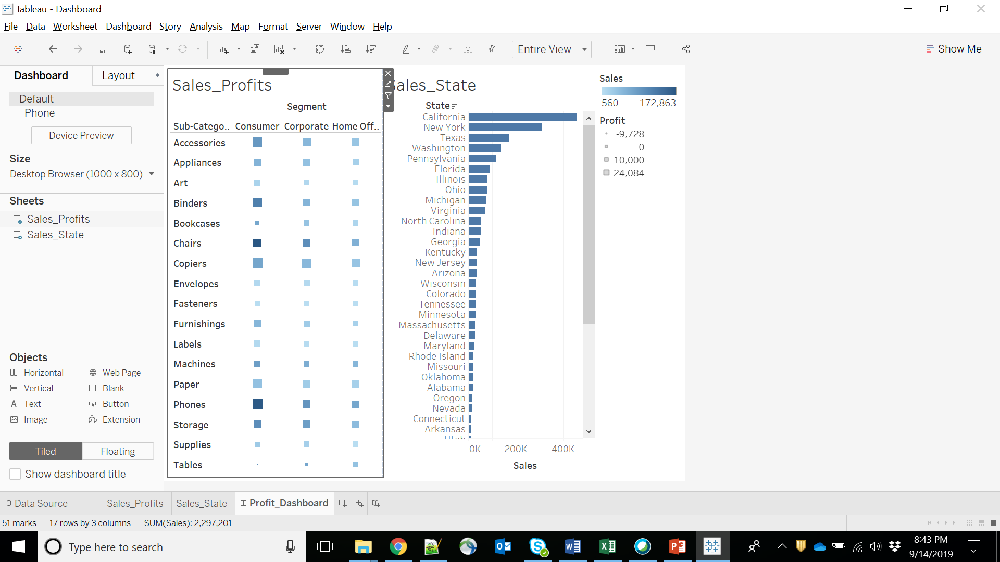 Tableau - Dashboard
File Data Worksheet Dashboard Story Analysis Map Format Server Window Help
Entire View
Show Me
Dashboard Layout
Default
Phone
Device Preview
Size
Desktop Browser (1000 x 800)
Sheets
Sales_Profits
Sales_State
Objects
Horizontal Web Page
Vertical Blank
A Text Button
Image Extension
Tiled Floating
Show dashboard title
Sales_Profits
Segment
Sub-Catego.. Consumer Corporate Home Off..
Accessories
Appliances
Art
Binders
Bookcases
Chairs
Copiers
Envelopes
Fasteners
Furnishings
Labels
Machines
Paper
Phones
Storage
Supplies
Tables
Sales_State
State
California
New York
Texas
Washington
Pennsylvania
Florida
Illinois
Ohio
Michigan
Virginia
North Carolina
Indiana
Georgia
Kentucky
New Jersey
Arizona
Wisconsin
Colorado
Tennessee
Minnesota
Massachusetts
Delaware
Maryland
Rhode Island
Missouri
Oklahoma
Alabama
Oregon
Nevada
Connecticut
Arkansas
Utah
0K 200K 400K
Sales
Sales
560 172,863
Profit
-9,728
0
10,000
24,084
Data Source Sales_Profits Sales_State Profit_Dashboard
51 marks 17 rows by 3 columns SUM(Sales): 2,297,201
Type here to search
8:43 PM
9/14/2019